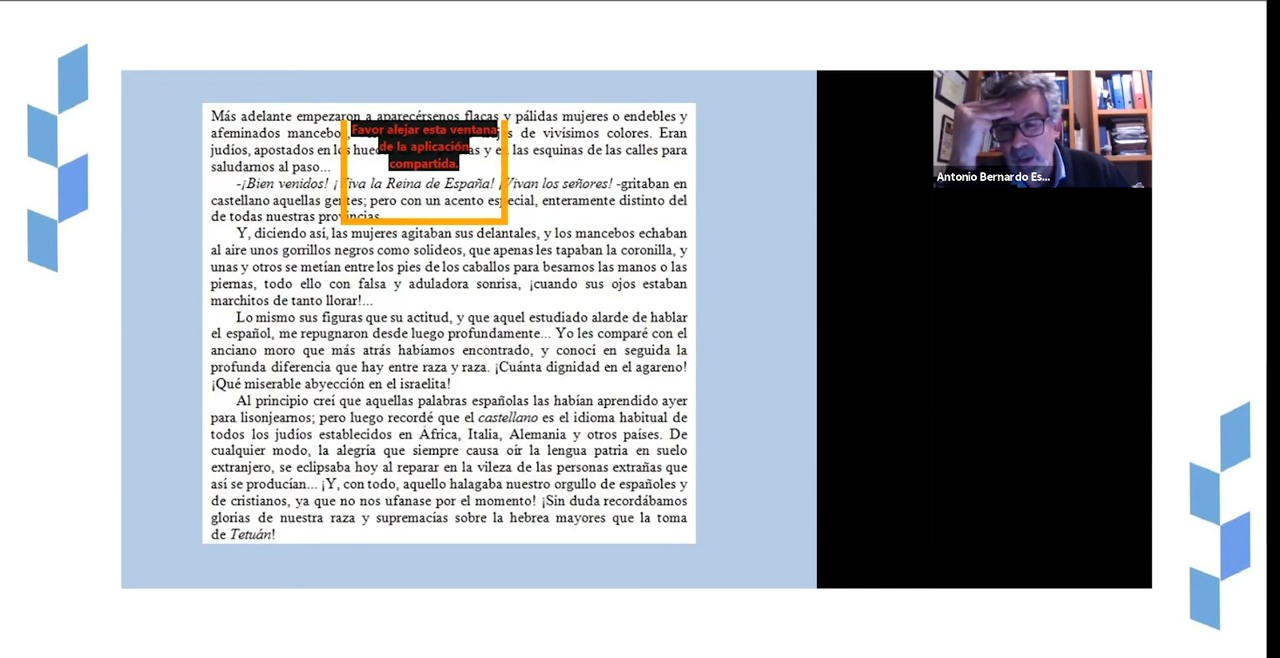 Más adelante empezaron a aparecérsenos flacas y pálidas mujeres o endebles y
afeminados mancebos, de vivísimos colores. Eran
judíos, apostados en los y en las esquinas de las calles para
saludarnos al paso...
-¡Bien venidos! ¡Viva la Reina de España! ¡Vivan los señores! -gritaban en
castellano aquellas gentes; pero con un acento especial, enteramente distinto del
de todas nuestras provincias.
Y, diciendo así, las mujeres agitaban sus delantales, y los mancebos echaban
al aire unos gorrillos negros como solideos, que apenas les tapaban la coronilla, y
unas y otros se metían entre los pies de los caballos para besarnos las manos o las
piernas, todo ello con falsa y aduladora sonrisa, ¡cuando sus ojos estaban
marchitos de tanto llorar!...
Lo mismo sus figuras que su actitud, y que aquel estudiado alarde de hablar
el español, me repugnaron desde luego profundamente... Yo les comparé con el
anciano moro que más atrás habíamos encontrado, y conocí en seguida la
profunda diferencia que hay entre raza y raza. ¡Cuánta dignidad en el agareno!
¡Qué miserable abyección en el israelita!
Al principio creí que aquellas palabras españolas las habían aprendido ayer
para lisonjearnos; pero luego recordé que el castellano es el idioma habitual de
todos los judíos establecidos en África, Italia, Alemania y otros países. De
cualquier modo, la alegría que siempre causa oír la lengua patria en suelo
extranjero, se eclipsaba hoy al reparar en la vileza de las personas extrañas que
así se producían... ¡Y, con todo, aquello halagaba nuestro orgullo de españoles y
de cristianos, ya que no nos ufanase por el momento! ¡Sin duda recordábamos
glorias de nuestra raza y supremacías sobre la hebrea mayores que la toma
de Tetuán!
Favor alejar esta ventana
de la aplicación
compartida.
Antonio Bernardo Es...